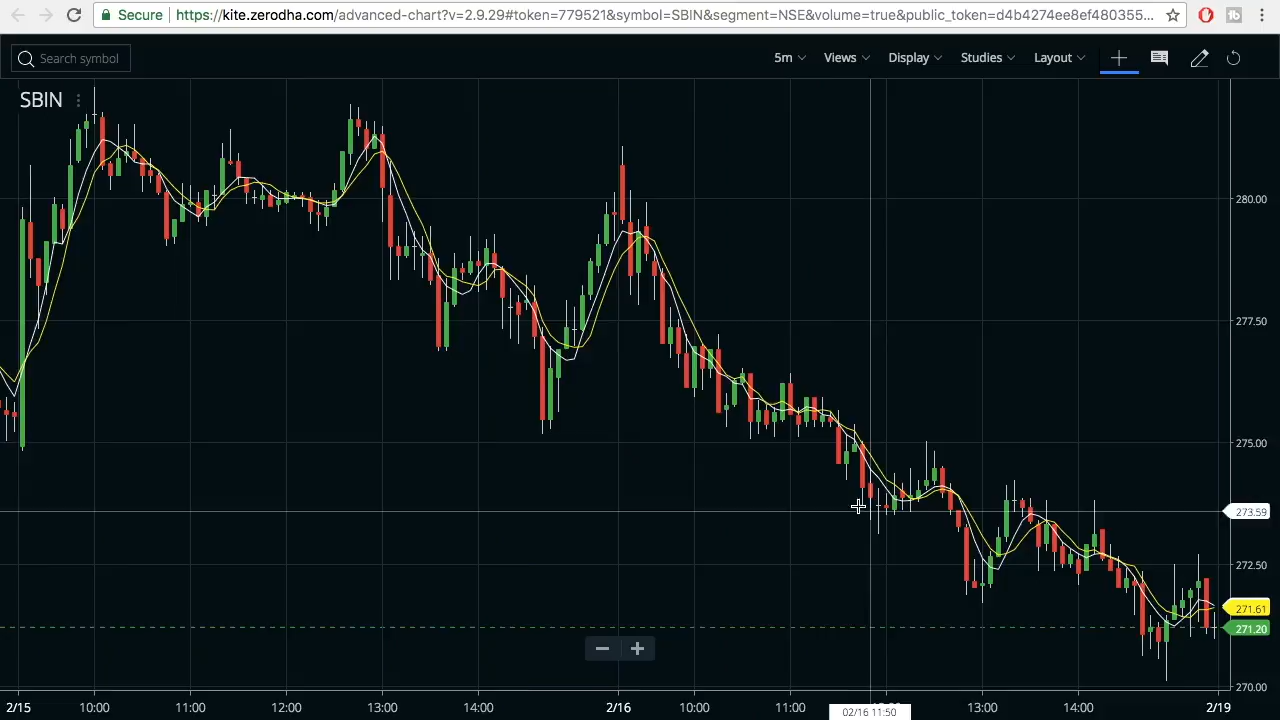 Secure https://kite.zerodha.com/advanced-chart?v=2.9.29#token=779521&symbol=SBIN&segment=NSE&volume=true&public_token=d4b4274ee8ef480355...
Search symbol
5m Views Display Studies Layout
SBIN
280.00
277.50
275.00
273.59
272.50
271.61
271.20
270.00
2/15 10:00 11:00 12:00 13:00 14:00 2/16 10:00 11:00 13:00 14:00 2/19
02/16 11:50